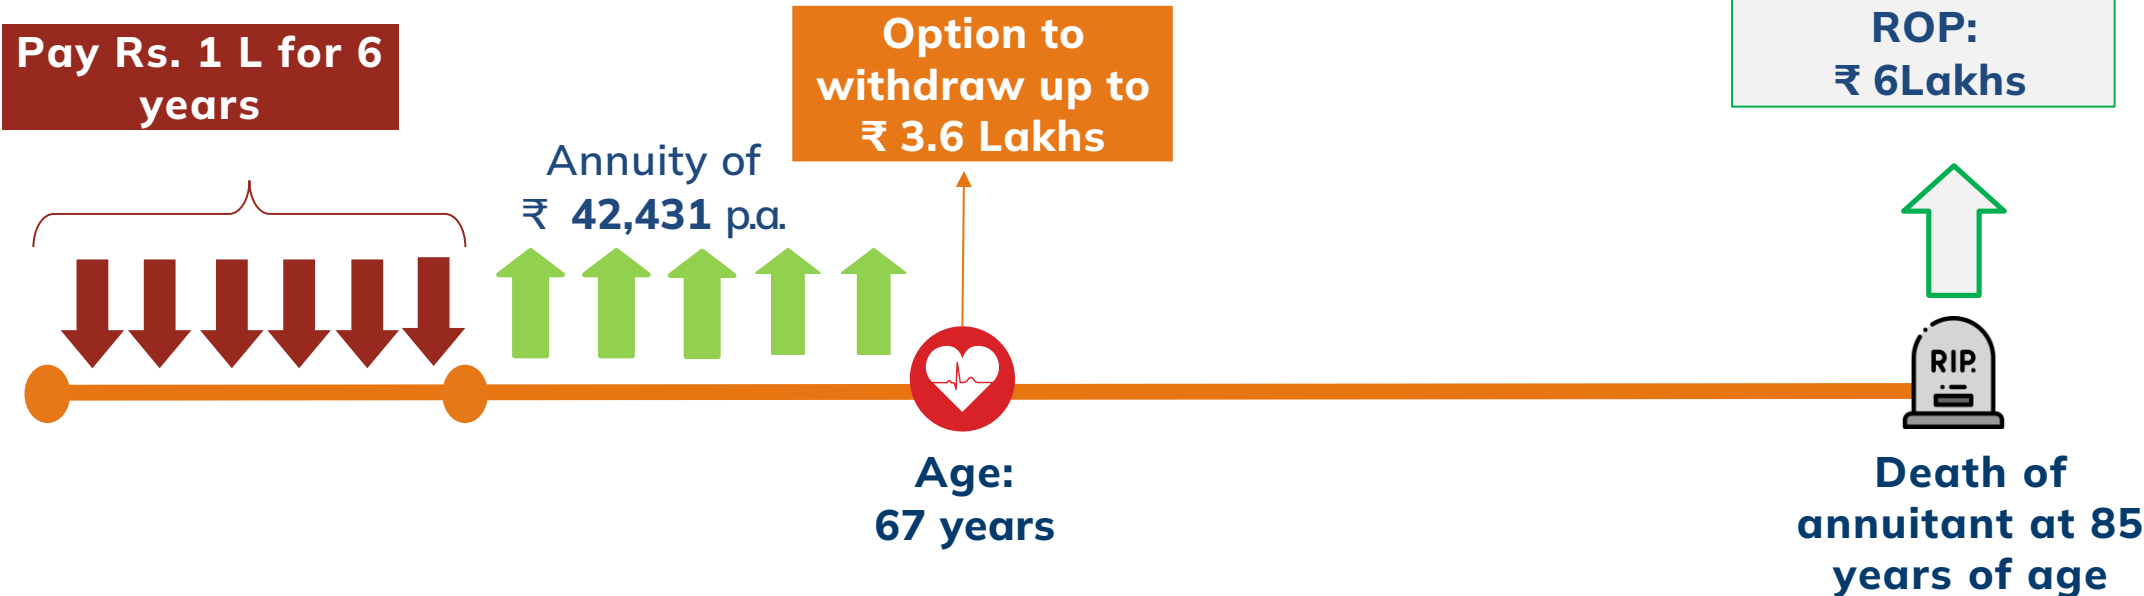 Pay Rs. 1 L for 6
years
Annuity of
₹ 42,431 p.a.
Option to
withdraw up to
₹ 3.6 Lakhs
ROP:
₹ 6Lakhs
RIP.
Age:
67 years
Death of
annuitant at 85
years of age